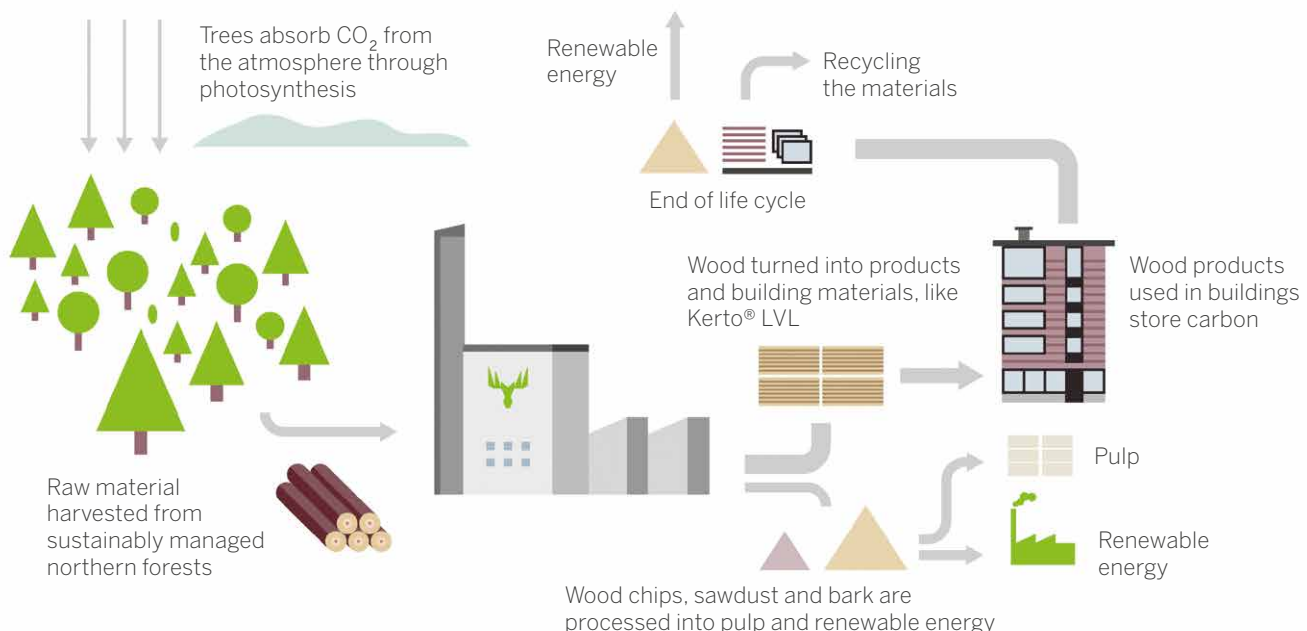 Trees absorb CO₂ from
the atmosphere through
photosynthesis
Renewable
energy
Recycling
the materials
End of life cycle
Wood turned into products
and building materials, like
Kerto® LVL
Wood products
used in buildings
store carbon
Raw material
harvested from
sustainably managed
northern forests
Pulp
Renewable
energy
Wood chips, sawdust and bark are
processed into pulp and renewable energy